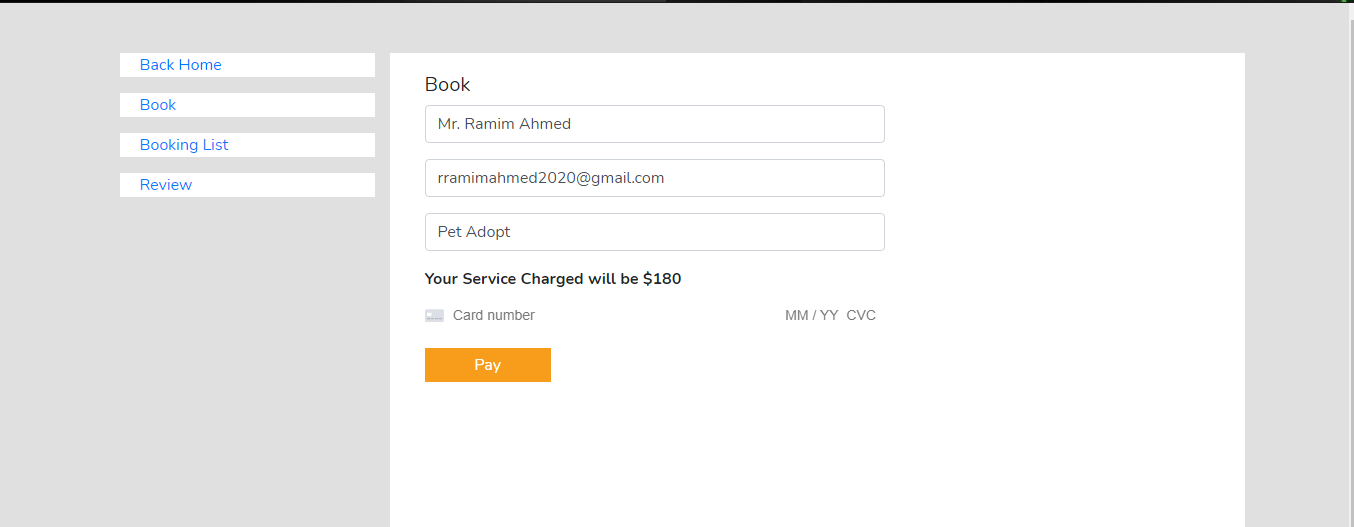 Back Home
Book
Booking List
Review
Book
Mr. Ramim Ahmed
rramimahmed2020@gmail.com
Pet Adopt
Your Service Charged will be $180
Card number MM / YY CVC
Pay